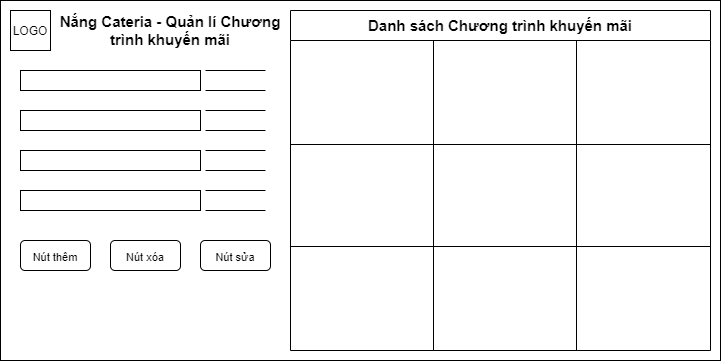 LOGO
Nắng Cateria - Quản lí Chương
trình khuyến mãi
Danh sách Chương trình khuyến mãi
Nút thêm
Nút xóa
Nút sửa